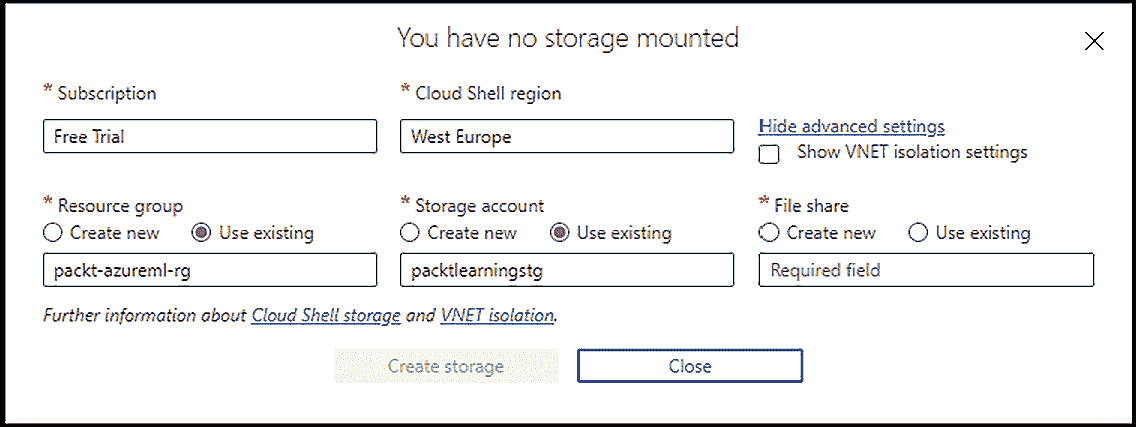 You have no storage mounted
* Subscription
* Cloud Shell region
Free Trial
West Europe
Hide advanced settings
Show VNET isolation settings
* Resource group
* Storage account
* File share
Create new Use existing
Create new Use existing
Create new Use existing
packt-azureml-rg
packtlearningstg
Required field
Further information about Cloud Shell storage and VNET isolation.
Create storage
Close